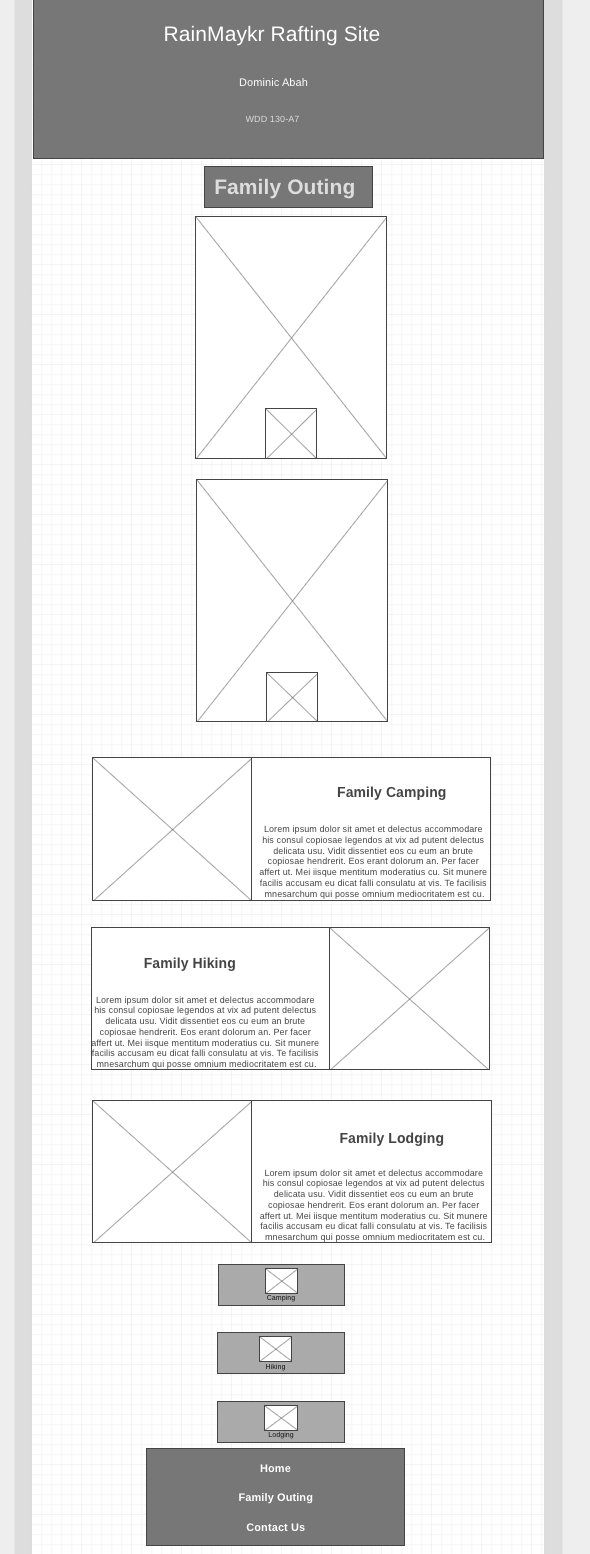 RainMaykr Rafting Site
Dominic Abah
WDD 130-A7
Family Outing
Family Camping
Lorem ipsum dolor sit amet et delectus accommodare
his consul copiosae legendos at vix ad putent delectus
delicata usu. Vidit dissentiet eos cu eum an brute
copiosae hendrerit. Eos erant dolorum an. Per facer
affert ut. Mei iisque mentitum moderatius cu. Sit munere
facilis accusam eu dicat falli consulatu at vis. Te facilisis
mnesarchum qui posse omnium mediocritatem est cu.
Family Hiking
Lorem ipsum dolor sit amet et delectus accommodare
his consul copiosae legendos at vix ad putent delectus
delicata usu. Vidit dissentiet eos cu eum an brute
copiosae hendrerit. Eos erant dolorum an. Per facer
affert ut. Mei iisque mentitum moderatius cu. Sit munere
facilis accusam eu dicat falli consulatu at vis. Te facilisis
mnesarchum qui posse omnium mediocritatem est cu.
Family Lodging
Lorem ipsum dolor sit amet et delectus accommodare
his consul copiosae legendos at vix ad putent delectus
delicata usu. Vidit dissentiet eos cu eum an brute
copiosae hendrerit. Eos erant dolorum an. Per facer
affert ut. Mei iisque mentitum moderatius cu. Sit munere
facilis accusam eu dicat falli consulatu at vis. Te facilisis
mnesarchum qui posse omnium mediocritatem est cu.
Camping
Hiking
Lodging
Home
Family Outing
Contact Us